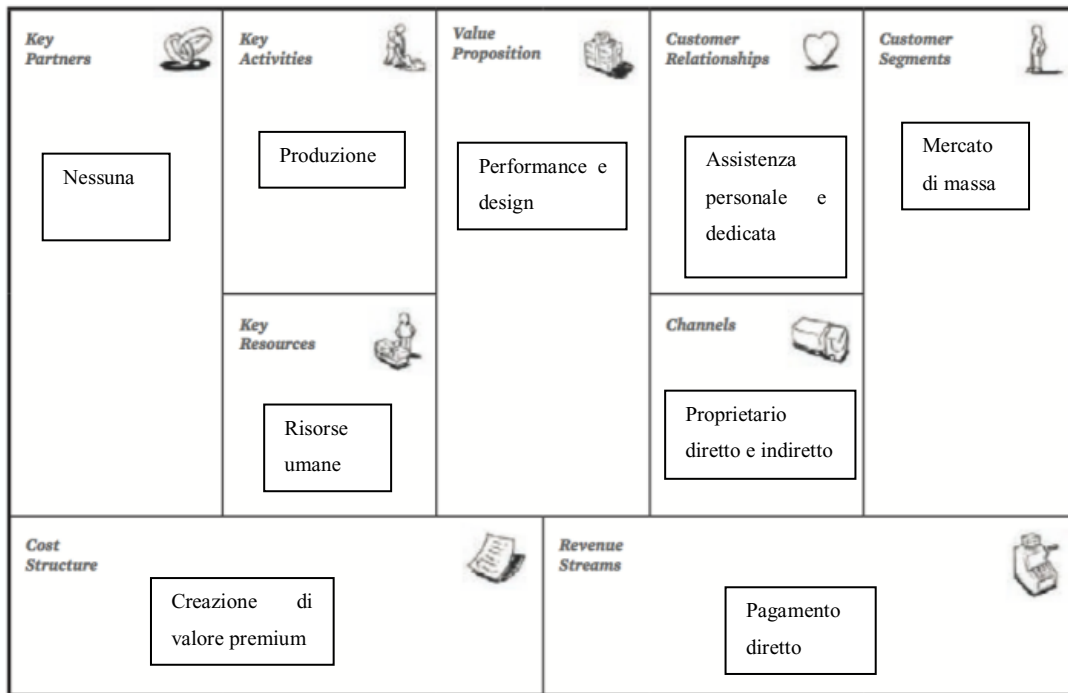 Key
Partners
Nessuna
Key
Activities
Produzione
Key
Resources
Risorse
umane
Value
Proposition
Performance e
design
Customer
Relationships
Assistenza
personale e
dedicata
Channels
Proprietario
diretto e indiretto
Customer
Segments
Mercato
di massa
Cost
Structure
Creazione di
valore premium
Revenue
Streams
Pagamento
diretto